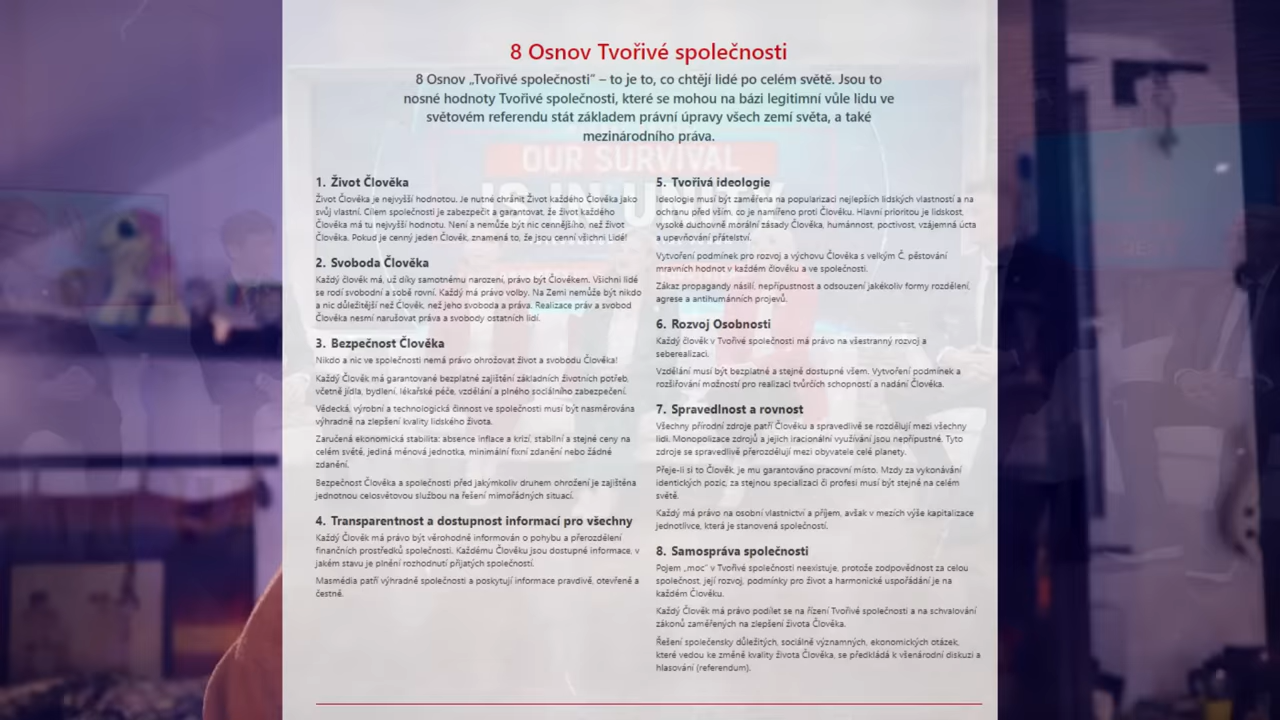 8 Osnov Tvořivé společnosti
8 Osnov „Tvořivé společnosti“ – to je to, co chtějí lidé po celém světě. Jsou to
nosné hodnoty Tvořivé společnosti, které se mohou na bázi legitimní vůle lidu ve
světovém referendu stát základem právní úpravy všech zemí světa, a také
mezinárodního práva.
OUR SURVIVAL
IS IN UNITY
1. Život Člověka
Život Člověka je nejvyšší hodnotou. Je nutné chránit Život každého Člověka jako
svůj vlastní. Cílem společnosti je zabezpečit a garantovat, že život každého
Člověka má tu nejvyšší hodnotu. Není a nemůže být nic cennějšího, než život
Člověka. Pokud je cenný jeden Člověk, znamená to, že jsou cenní všichni Lidé!
2. Svoboda Člověka
Každý člověk má, už díky samotnému narození, právo být Člověkem. Všichni lidé
se rodí svobodní a sobě rovní. Každý má právo volby. Na Zemi nemůže být nikdo
a nic důležitější než Člověk, než jeho svoboda a práva. Realizace práv a svobod
Člověka nesmí narušovat práva a svobody ostatních lidí.
3. Bezpečnost Člověka
Nikdo a nic ve společnosti nemá právo ohrožovat život a svobodu Člověka!
Každý Člověk má garantované bezplatné zajištění základních životních potřeb,
včetně jídla, bydlení, lékařské péče, vzdělání a plného sociálního zabezpečení.
Vědecká, výrobní a technologická činnost ve společnosti musí být nasměrována
výhradně na zlepšení kvality lidského života.
Zaručená ekonomická stabilita: absence inflace a krizí, stabilní a stejné ceny na
celém světě, jediná měnová jednotka, minimální fixní zdanění nebo žádné
zdanění.
Bezpečnost Člověka a společnosti před jakýmkoliv druhem ohrožení je zajištěna
jednotnou celosvětovou službou na řešení mimořádných situací.
4. Transparentnost a dostupnost informací pro všechny
Každý Člověk má právo být věrohodně informován o pohybu a přerozdělení
finančních prostředků společnosti. Každému Člověku jsou dostupné informace, v
jakém stavu je plnění rozhodnutí přijatých společností.
Masmédia patří výhradně společnosti a poskytují informace pravdivě, otevřeně a
čestně.
5. Tvořivá ideologie
Ideologie musí být zaměřena na popularizaci nejlepších lidských vlastností a na
ochranu před vším, co je namířeno proti Člověku. Hlavní prioritou je lidskost,
vysoké duchovně morální zásady Člověka, humánnost, poctivost, vzájemná úcta
a upevňování přátelství.
Vytvoření podmínek pro rozvoj a výchovu Člověka s velkým Č, pěstování
mravních hodnot v každém člověku a ve společnosti.
Zákaz propagandy násilí, nepřípustnost a odsouzení jakékoliv formy rozdělení,
agrese a antihumánních projevů.
6. Rozvoj Osobnosti
Každý člověk v Tvořivé společnosti má právo na všestranný rozvoj a
seberealizaci.
Vzdělání musí být bezplatné a stejně dostupné všem. Vytvoření podmínek a
rozšiřování možností pro realizaci tvůrčích schopností a nadání Člověka.
7. Spravedlnost a rovnost
Všechny přírodní zdroje patří Člověku a spravedlivě se rozdělují mezi všechny
lidi. Monopolizace zdrojů a jejich iracionální využívání jsou nepřípustné. Tyto
zdroje se spravedlivě přerozdělují mezi obyvatele celé planety.
Přeje-li si to Člověk, je mu garantováno pracovní místo. Mzdy za vykonávání
identických pozic, za stejnou specializaci či profesi musí být stejné na celém
světě.
Každý má právo na osobní vlastnictví a příjem, avšak v mezích výše kapitalizace
jednotlivce, která je stanovená společností.
8. Samospráva společnosti
Pojem „moc“ v Tvořivé společnosti neexistuje, protože zodpovědnost za celou
společnost, její rozvoj, podmínky pro život a harmonické uspořádání je na
každém Člověku.
Každý Člověk má právo podílet se na řízení Tvořivé společnosti a na schvalování
zákonů zaměřených na zlepšení života Člověka.
Řešení společensky důležitých, sociálně významných, ekonomických otázek,
které vedou ke změně kvality života Člověka, se předkládá k všenárodní diskuzi a
hlasování (referendum).